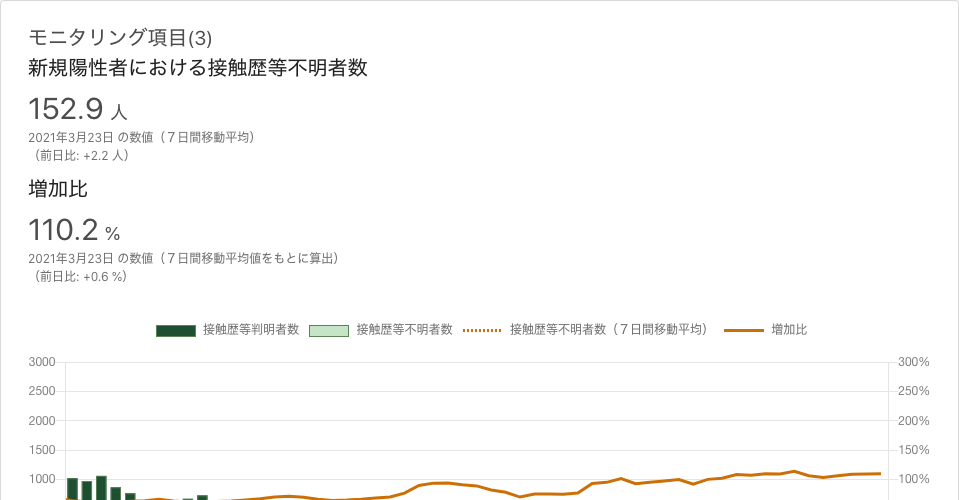 モニタリング項目(3)
新規陽性者における接触歴等不明者数
152.9 人
2021年3月23日 の数値（７日間移動平均）
（前日比: +2.2 人）
増加比
110.2 %
2021年3月23日 の数値（７日間移動平均値をもとに算出）
（前日比: +0.6 %）
接触歴等判明者数 接触歴等不明者数 接触歴等不明者数（７日間移動平均） 増加比
3000 300%
2500 250%
2000 200%
1500 150%
1000 100%